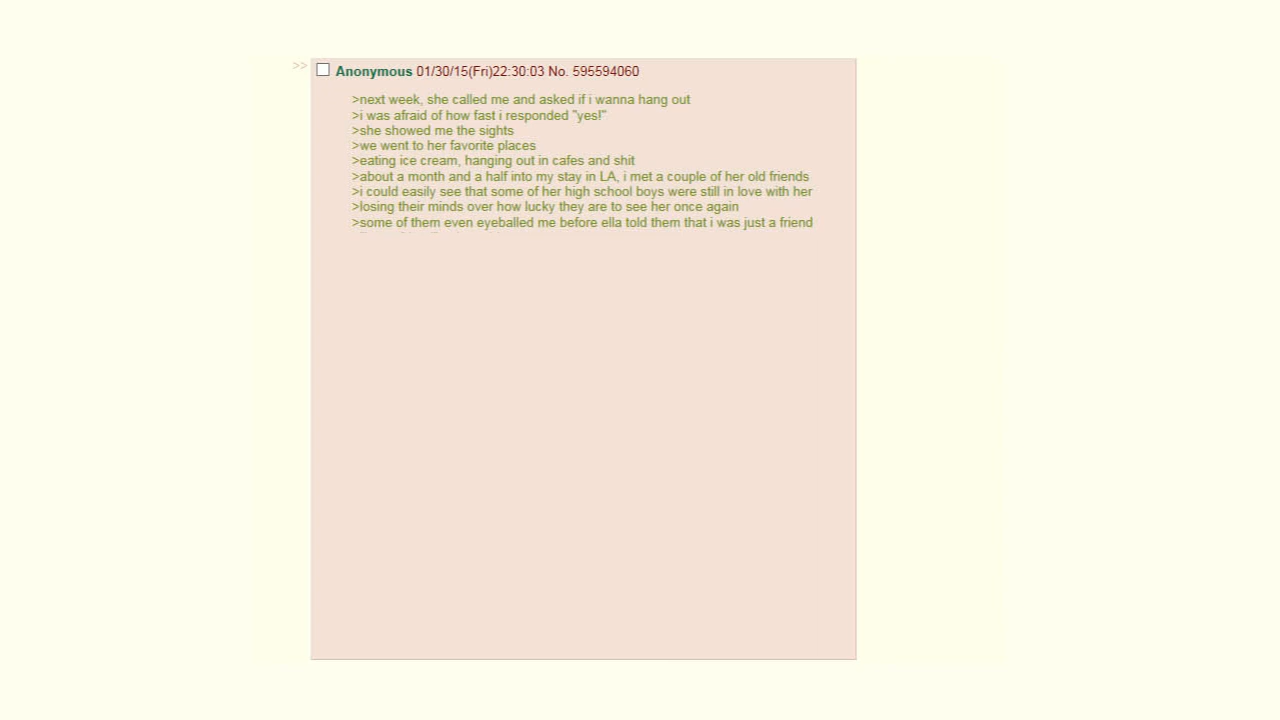 >> Anonymous 01/30/15(Fri)22:30:03 No. 595594060
>next week, she called me and asked if i wanna hang out
>i was afraid of how fast i responded "yes!"
>she showed me the sights
>we went to her favorite places
>eating ice cream, hanging out in cafes and shit
>about a month and a half into my stay in LA, i met a couple of her old friends
>i could easily see that some of her high school boys were still in love with her
>losing their minds over how lucky they are to see her once again
>some of them even eyeballed me before ella told them that i was just a friend